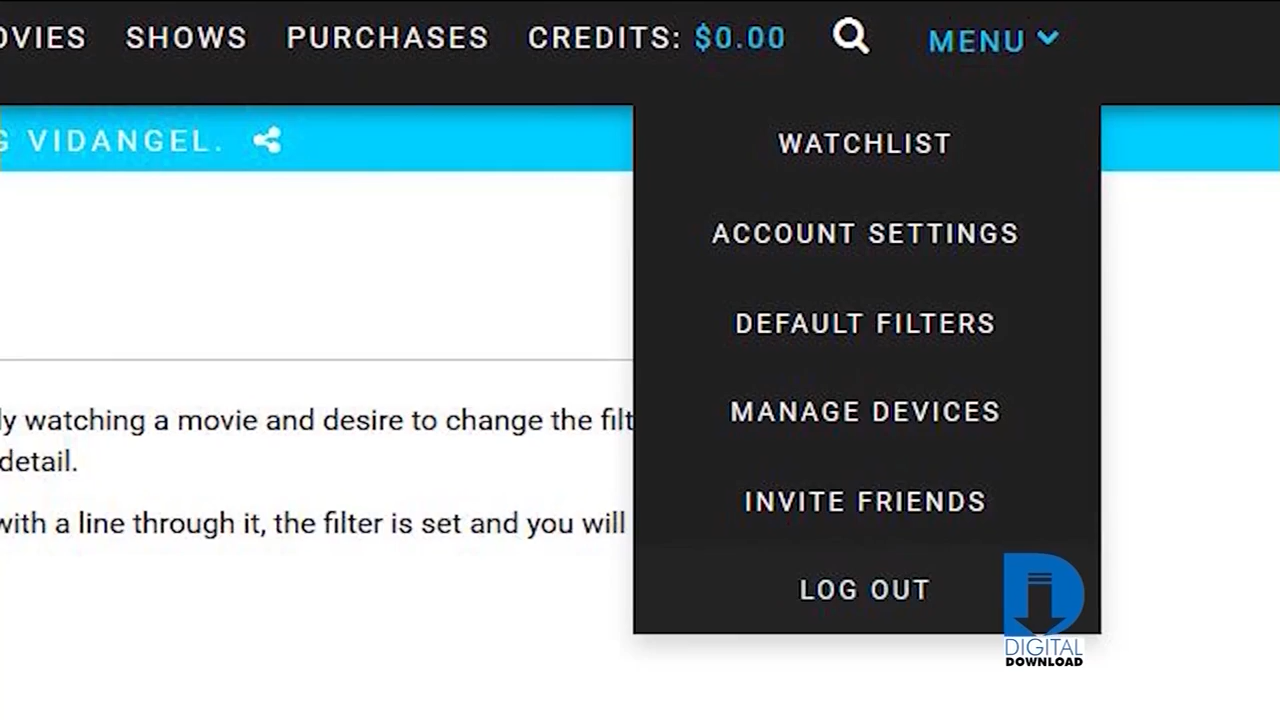 OVIES SHOWS PURCHASES CREDITS: $0.00 MENU
G VIDANGEL.
WATCHLIST
ACCOUNT SETTINGS
DEFAULT FILTERS
MANAGE DEVICES
INVITE FRIENDS
LOG OUT
ly watching a movie and desire to change the filt
detail.
with a line through it, the filter is set and you will
DIGITAL
DOWNLOAD